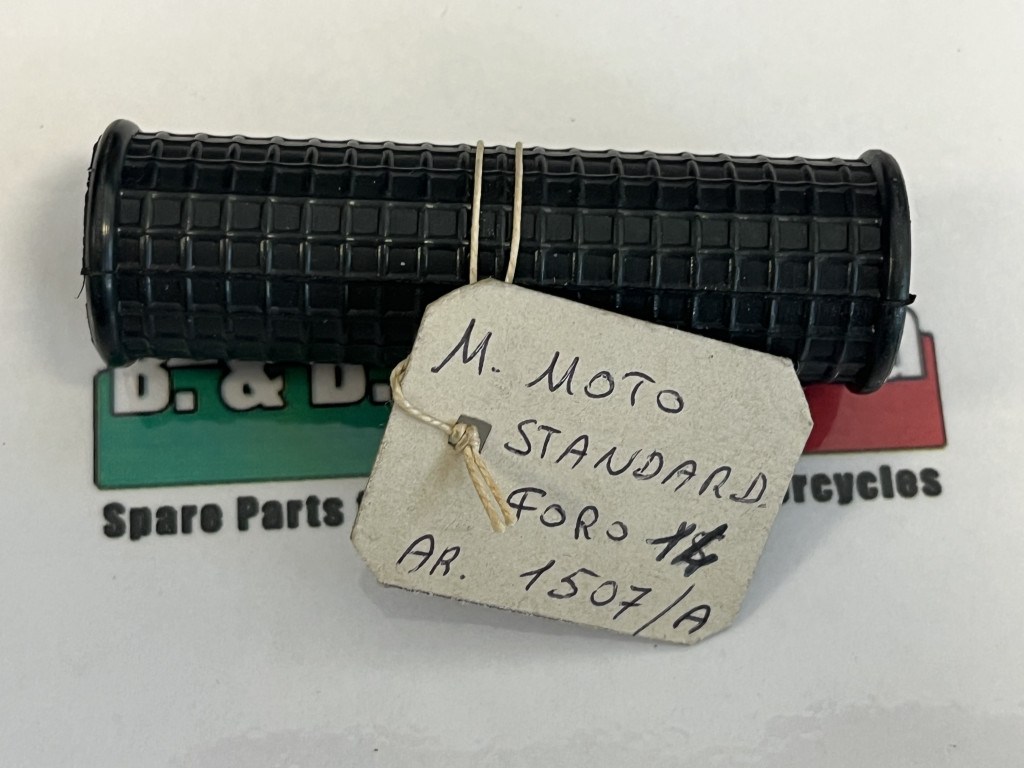 M. MOTO
STANDARD.
FORO
AR. 1507/A
B. & D.
Spare Parts
rcycles